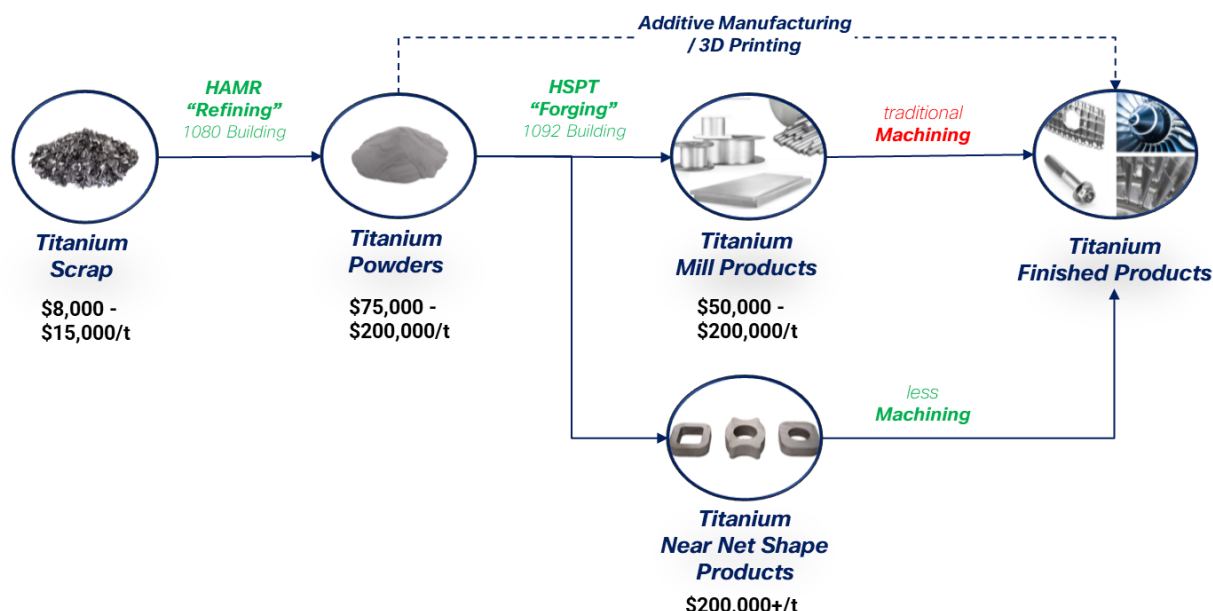 Additive Manufacturing
/ 3D Printing
HAMR
“Refining”
1080 Building
HSPT
“Forging”
1092 Building
traditional
Machining
Titanium
Scrap
$8,000 -
$15,000/t
Titanium
Powders
$75,000 -
$200,000/t
Titanium
Mill Products
$50,000 -
$200,000/t
Titanium
Finished Products
less
Machining
Titanium
Near Net Shape
Products
$200,000+/t